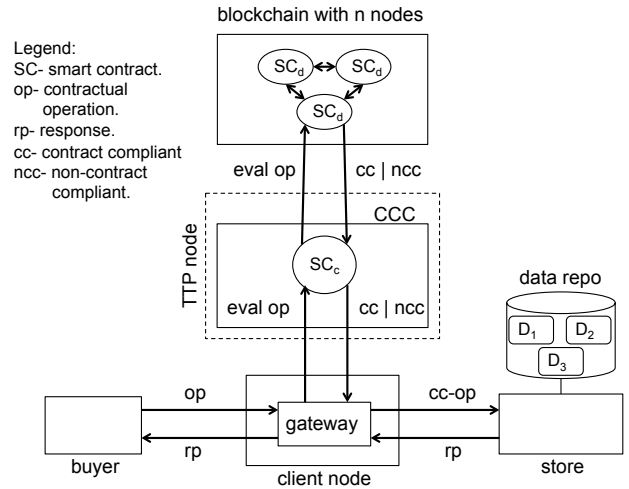 blockchain with n nodes
Legend:
SC- smart contract.
op- contractual
operation.
rp- response.
cc- contract compliant
ncc- non-contract
compliant.
SCd
SCd
SCd
eval op
cc | ncc
CCC
TTP node
SCc
eval op
cc | ncc
data repo
D1
D2
D3
op
cc-op
gateway
rp
rp
buyer
client node
store